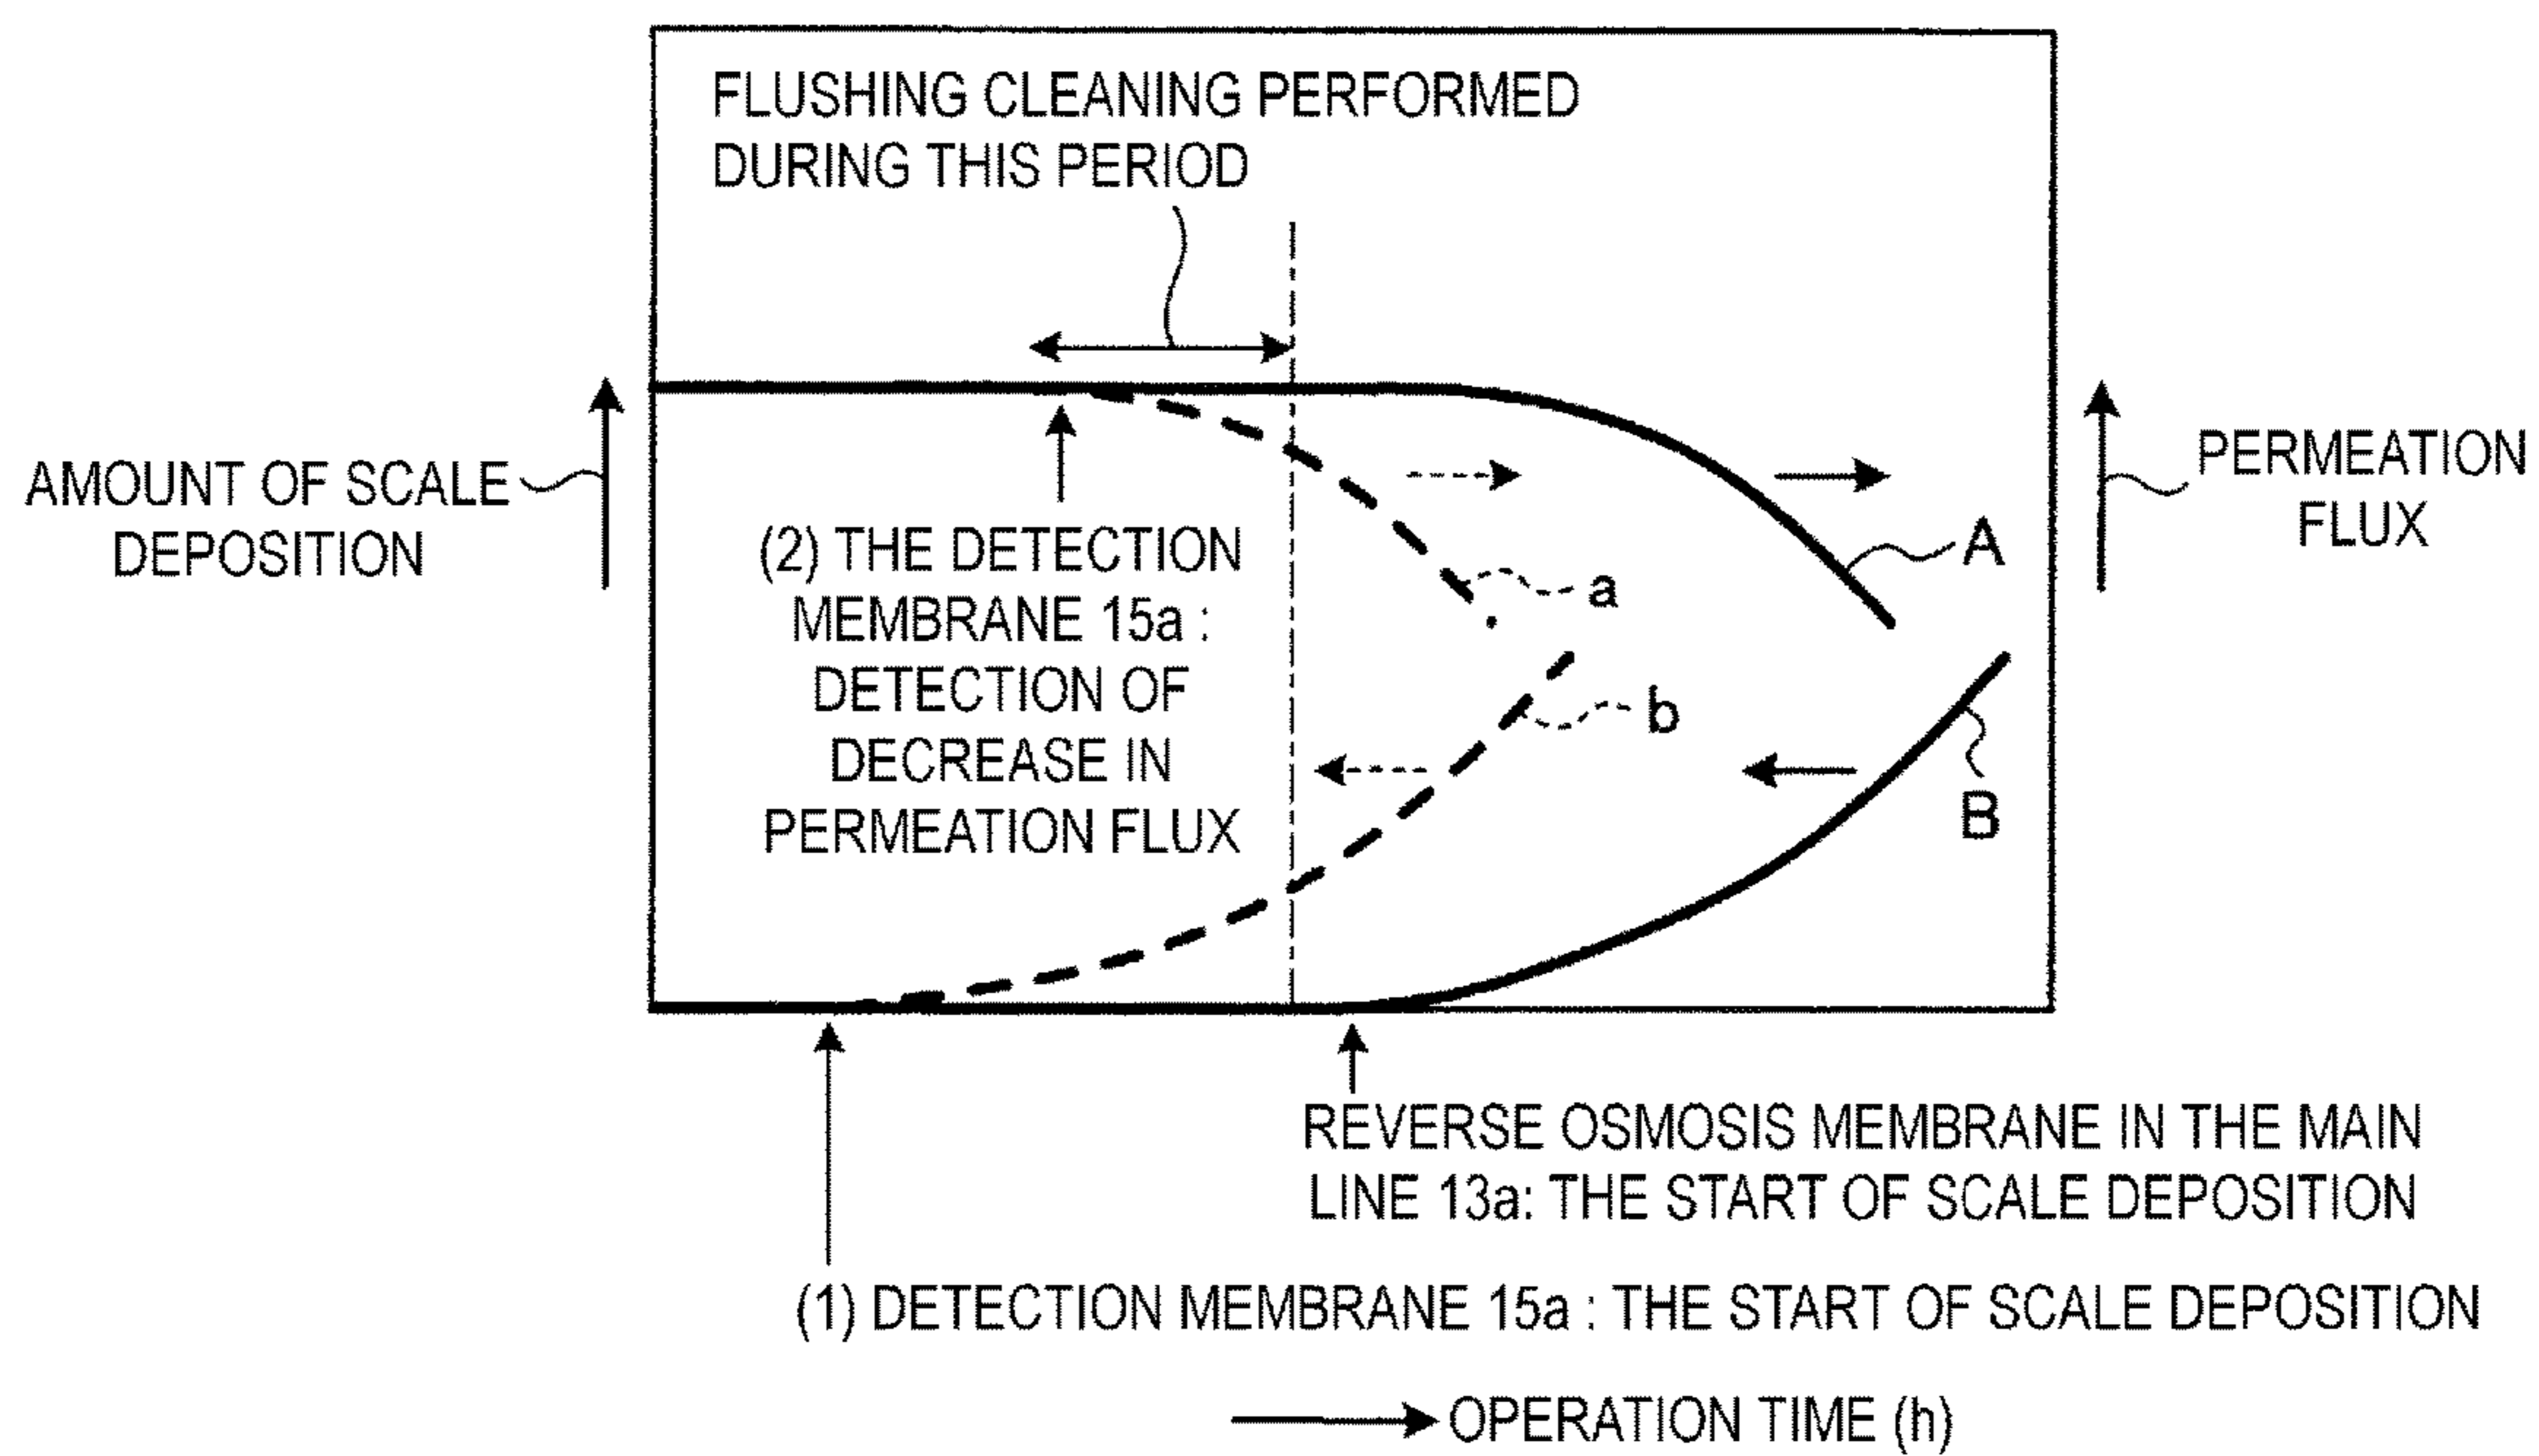 FLUSHING CLEANING PERFORMED
DURING THIS PERIOD
AMOUNT OF SCALE
DEPOSITION
PERMEATION
FLUX
(2) THE DETECTION
MEMBRANE 15a :
DETECTION OF
DECREASE IN
PERMEATION FLUX
a
A
b
B
REVERSE OSMOSIS MEMBRANE IN THE MAIN
LINE 13a: THE START OF SCALE DEPOSITION
(1) DETECTION MEMBRANE 15a : THE START OF SCALE DEPOSITION
OPERATION TIME (h)